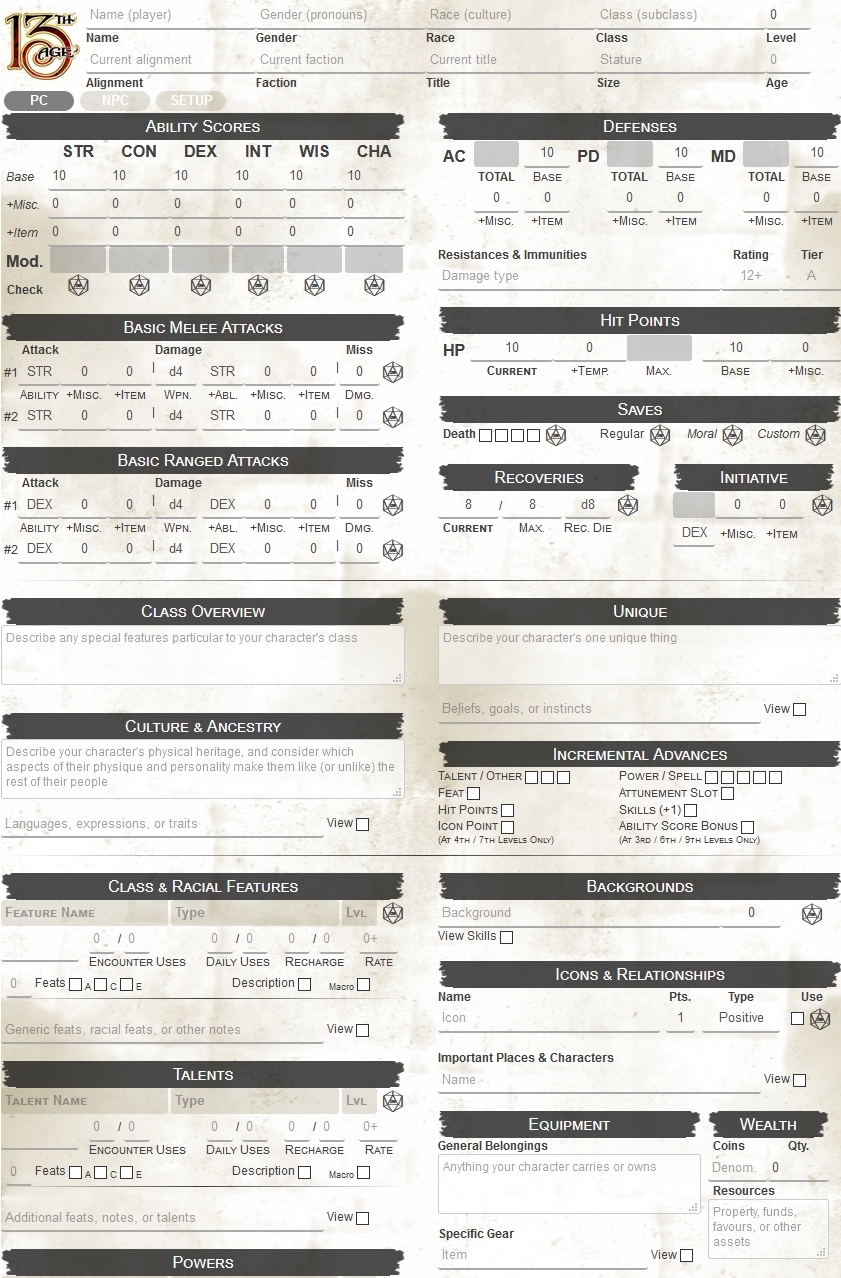 13TH AGE
Name (player) Gender (pronouns) Race (culture) Class (subclass) 0
Name Gender Race Class Level
Current alignment Current faction Current title Stature 0
Alignment Faction Title Size Age
PC NPC SETUP
ABILITY SCORES
STR CON DEX INT WIS CHA
Base 10 10 10 10 10 10
+Misc. 0 0 0 0 0 0
+Item 0 0 0 0 0 0
Mod.
Check
BASIC MELEE ATTACKS
Attack Damage Miss
#1 STR 0 0 | d4 STR 0 0 | 0
ABILITY +MISC. +ITEM WPN. +ABL. +MISC. +ITEM DMG.
#2 STR 0 0 | d4 STR 0 0 | 0
BASIC RANGED ATTACKS
Attack Damage Miss
#1 DEX 0 0 | d4 DEX 0 0 | 0
ABILITY +MISC. +ITEM WPN. +ABL. +MISC. +ITEM DMG.
#2 DEX 0 0 | d4 DEX 0 0 | 0
DEFENSES
AC 10 PD 10 MD 10
TOTAL BASE TOTAL BASE TOTAL BASE
0 0 0 0 0 0
+MISC. +ITEM +MISC. +ITEM +MISC. +ITEM
Resistances & Immunities Rating Tier
Damage type 12+ A
HIT POINTS
HP 10 0 10 0
CURRENT +TEMP. MAX. BASE +MISC.
SAVES
Death Regular Moral Custom
RECOVERIES INITIATIVE
8 / 8 d8 0 0
CURRENT MAX. REC. DIE DEX +MISC. +ITEM
CLASS OVERVIEW
Describe any special features particular to your character's class
CULTURE & ANCESTRY
Describe your character's physical heritage, and consider which
aspects of their physique and personality make them like (or unlike) the
rest of their people
Languages, expressions, or traits View
UNIQUE
Describe your character's one unique thing
Beliefs, goals, or instincts View
INCREMENTAL ADVANCES
TALENT / OTHER POWER / SPELL
FEAT ATTUNEMENT SLOT
HIT POINTS SKILLS (+1)
ICON POINT ABILITY SCORE BONUS
(AT 4TH / 7TH LEVELS ONLY) (AT 3RD / 6TH / 9TH LEVELS ONLY)
CLASS & RACIAL FEATURES
FEATURE NAME Type LVL
0 / 0 0 / 0 0 / 0 0+
ENCOUNTER USES DAILY USES RECHARGE RATE
0 Feats A C E Description Macro
Generic feats, racial feats, or other notes View
TALENTS
TALENT NAME Type LVL
0 / 0 0 / 0 0 / 0 0+
ENCOUNTER USES DAILY USES RECHARGE RATE
0 Feats A C E Description Macro
Additional feats, notes, or talents View
POWERS
BACKGROUNDS
Background 0
View Skills
ICONS & RELATIONSHIPS
Name Pts. Type Use
Icon 1 Positive
Important Places & Characters
Name View
EQUIPMENT
General Belongings
Anything your character carries or owns
Specific Gear
Item View
WEALTH
Coins Qty.
Denom. 0
Resources
Property, funds,
favours, or other
assets